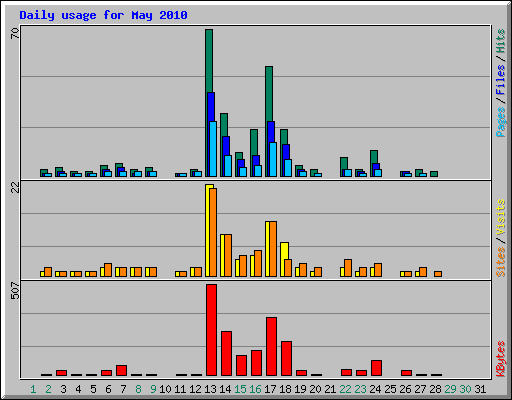 Daily usage for May 2010
70
Pages / Files / Hits
22
Sites / Visits
507
KBytes
1 2 3 4 5 6 7 8 9 10 11 12 13 14 15 16 17 18 19 20 21 22 23 24 25 26 27 28 29 30 31